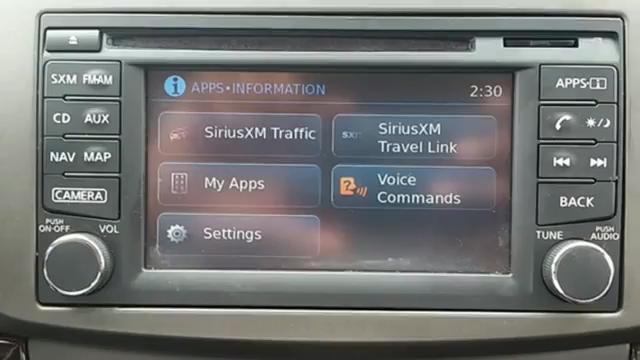 SXM FM•AM
CD AUX
NAV MAP
CAMERA
PUSH
ON•OFF
VOL
i APPS•INFORMATION 2:30
SiriusXM Traffic
SXM SiriusXM
Travel Link
My Apps
? Voice
Commands
Settings
APPS• i
BACK
TUNE
PUSH
AUDIO